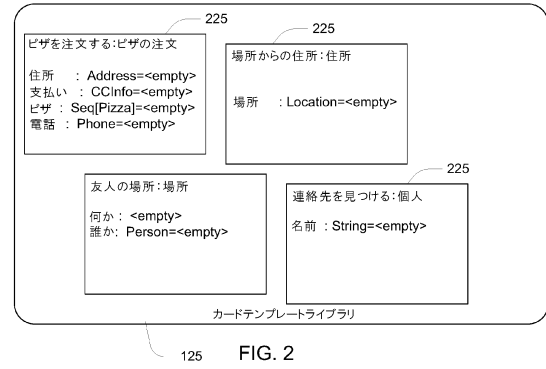 225
ピザを注文する:ピザの注文
住所 : Address=<empty>
支払い : CCInfo=<empty>
ピザ : Seq[Pizza]=<empty>
電話 : Phone=<empty>
225
場所からの住所:住所
場所 : Location=<empty>
友人の場所:場所
何か: <empty>
誰か: Person=<empty>
225
連絡先を見つける:個人
名前 : String=<empty>
カードテンプレートライブラリ
125
FIG. 2